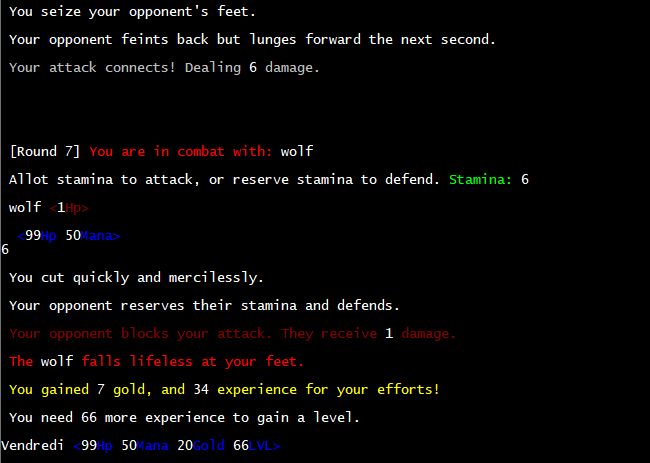 You seize your opponent's feet.
Your opponent feints back but lunges forward the next second.
Your attack connects! Dealing 6 damage.
[Round 7] You are in combat with: wolf
Allot stamina to attack, or reserve stamina to defend. Stamina: 6
wolf <1Hp>
<99Hp 50Mana>
6
You cut quickly and mercilessly.
Your opponent reserves their stamina and defends.
Your opponent blocks your attack. They receive 1 damage.
The wolf falls lifeless at your feet.
You gained 7 gold, and 34 experience for your efforts!
You need 66 more experience to gain a level.
Vendredi <99Hp 50Mana 20Gold 66LVL>